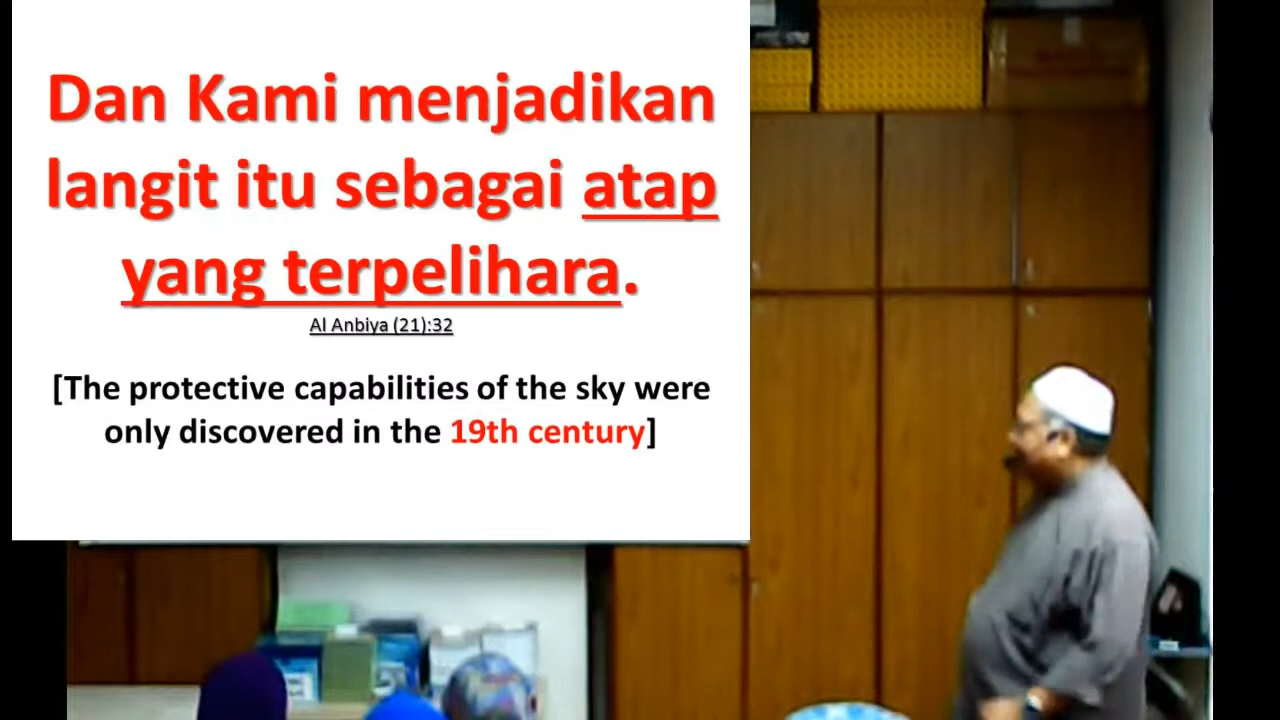 Dan Kami menjadikan
langit itu sebagai atap
yang terpelihara.
Al Anbiya (21):32
[The protective capabilities of the sky were
only discovered in the 19th century]